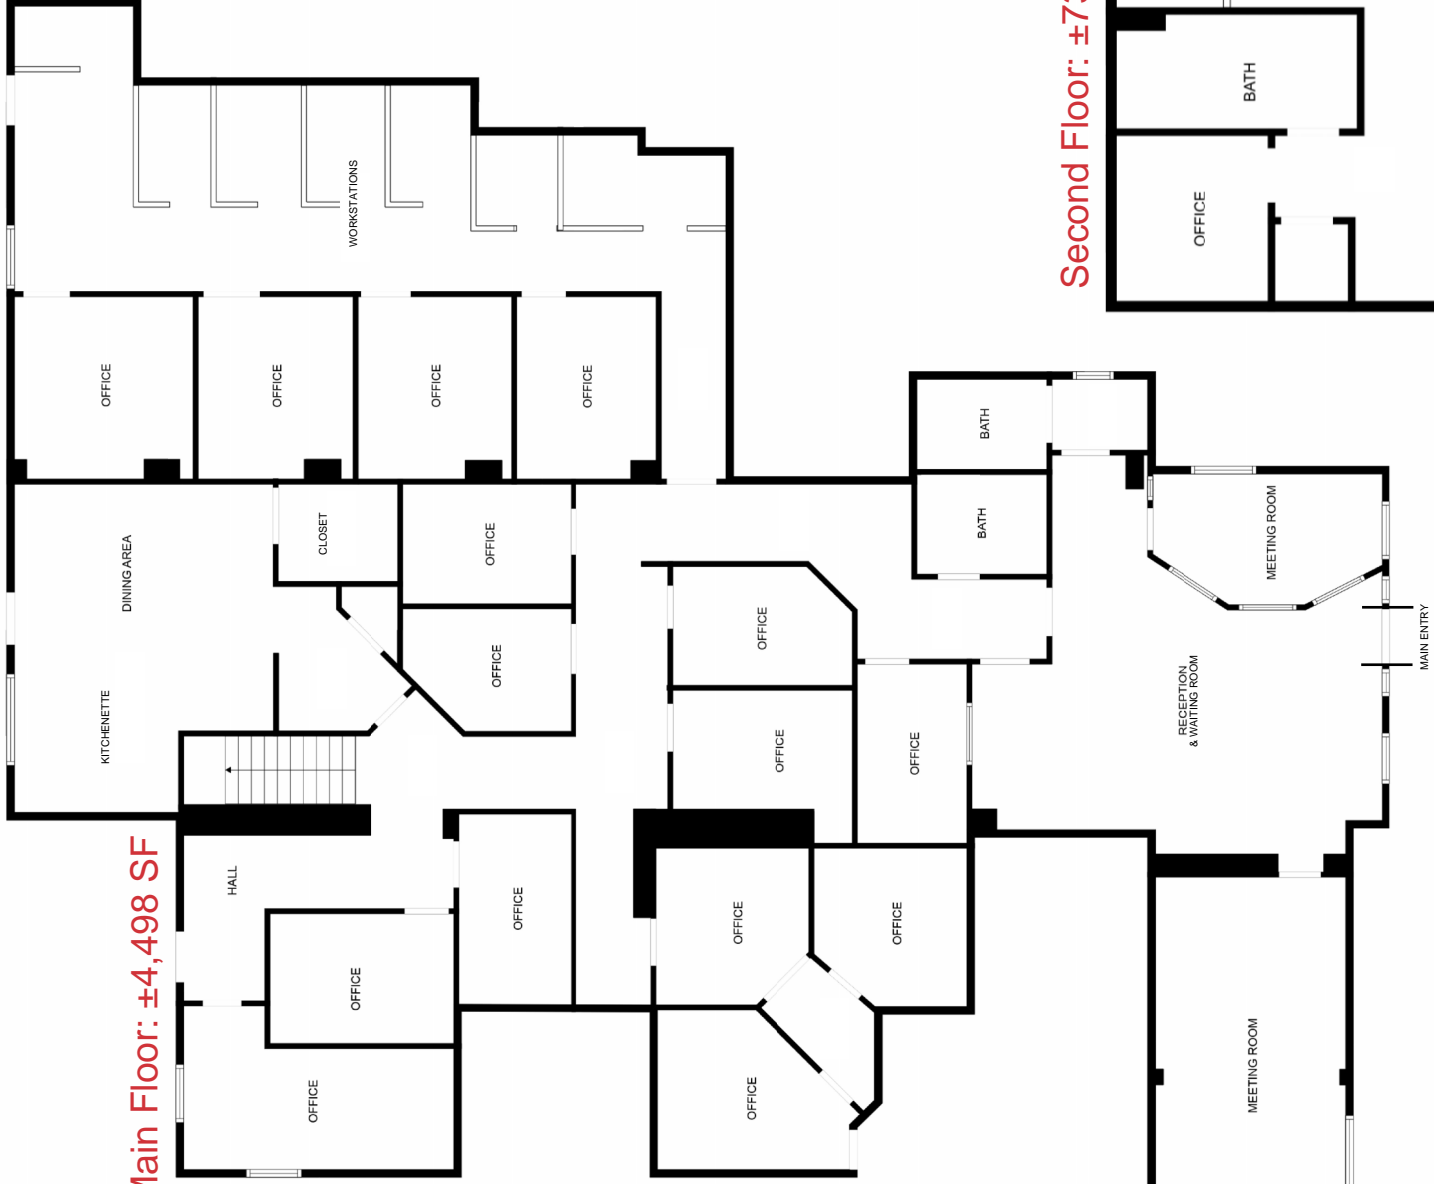 Second Floor: ±73
BATH
OFFICE
WORKSTATIONS
OFFICE
OFFICE
OFFICE
OFFICE
BATH
BATH
MEETING ROOM
MAIN ENTRY
RECEPTION
& WAITING ROOM
DINING AREA
CLOSET
OFFICE
OFFICE
OFFICE
KITCHENETTE
OFFICE
OFFICE
Main Floor: ±4,498 SF
HALL
OFFICE
OFFICE
OFFICE
OFFICE
OFFICE
OFFICE
MEETING ROOM